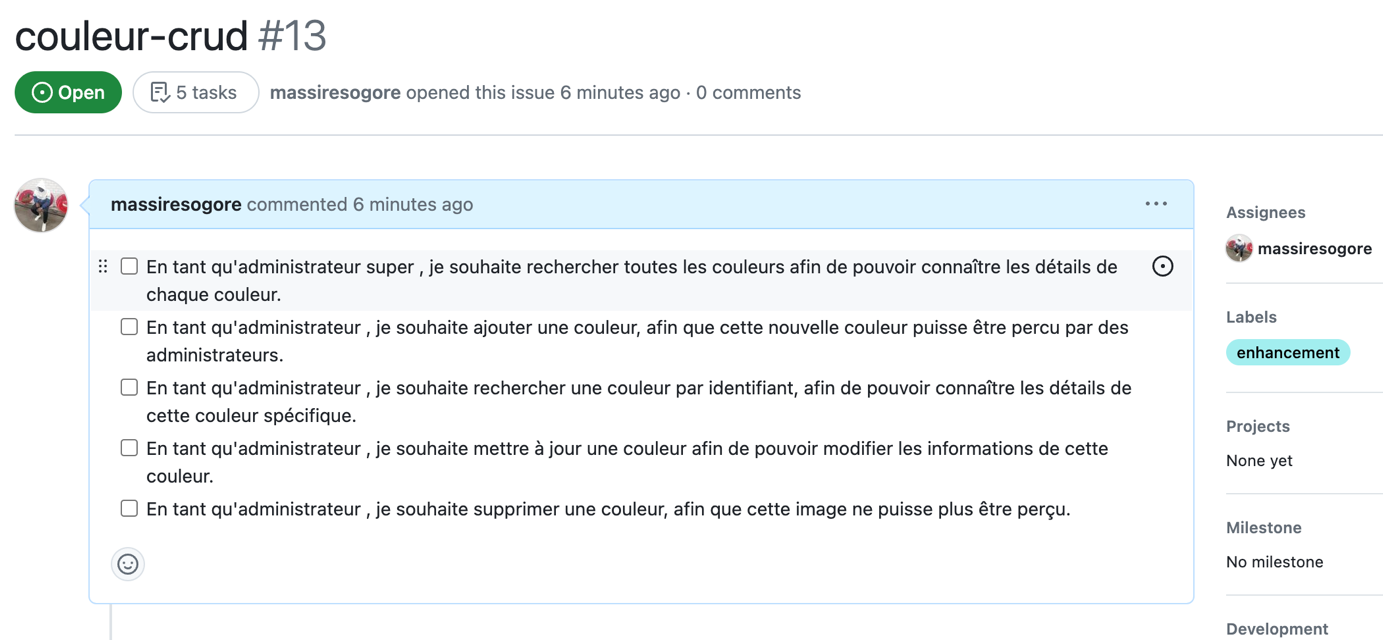 couleur-crud #13
Open
5 tasks
massiresogore opened this issue 6 minutes ago · 0 comments
massiresogore commented 6 minutes ago
En tant qu'administrateur super , je souhaite rechercher toutes les couleurs afin de pouvoir connaître les détails de
chaque couleur.
En tant qu'administrateur , je souhaite ajouter une couleur, afin que cette nouvelle couleur puisse être percu par des
administrateurs.
En tant qu'administrateur , je souhaite rechercher une couleur par identifiant, afin de pouvoir connaître les détails de
cette couleur spécifique.
En tant qu'administrateur , je souhaite mettre à jour une couleur afin de pouvoir modifier les informations de cette
couleur.
En tant qu'administrateur , je souhaite supprimer une couleur, afin que cette image ne puisse plus être perçu.
Assignees
massiresogore
Labels
enhancement
Projects
None yet
Milestone
No milestone
Development